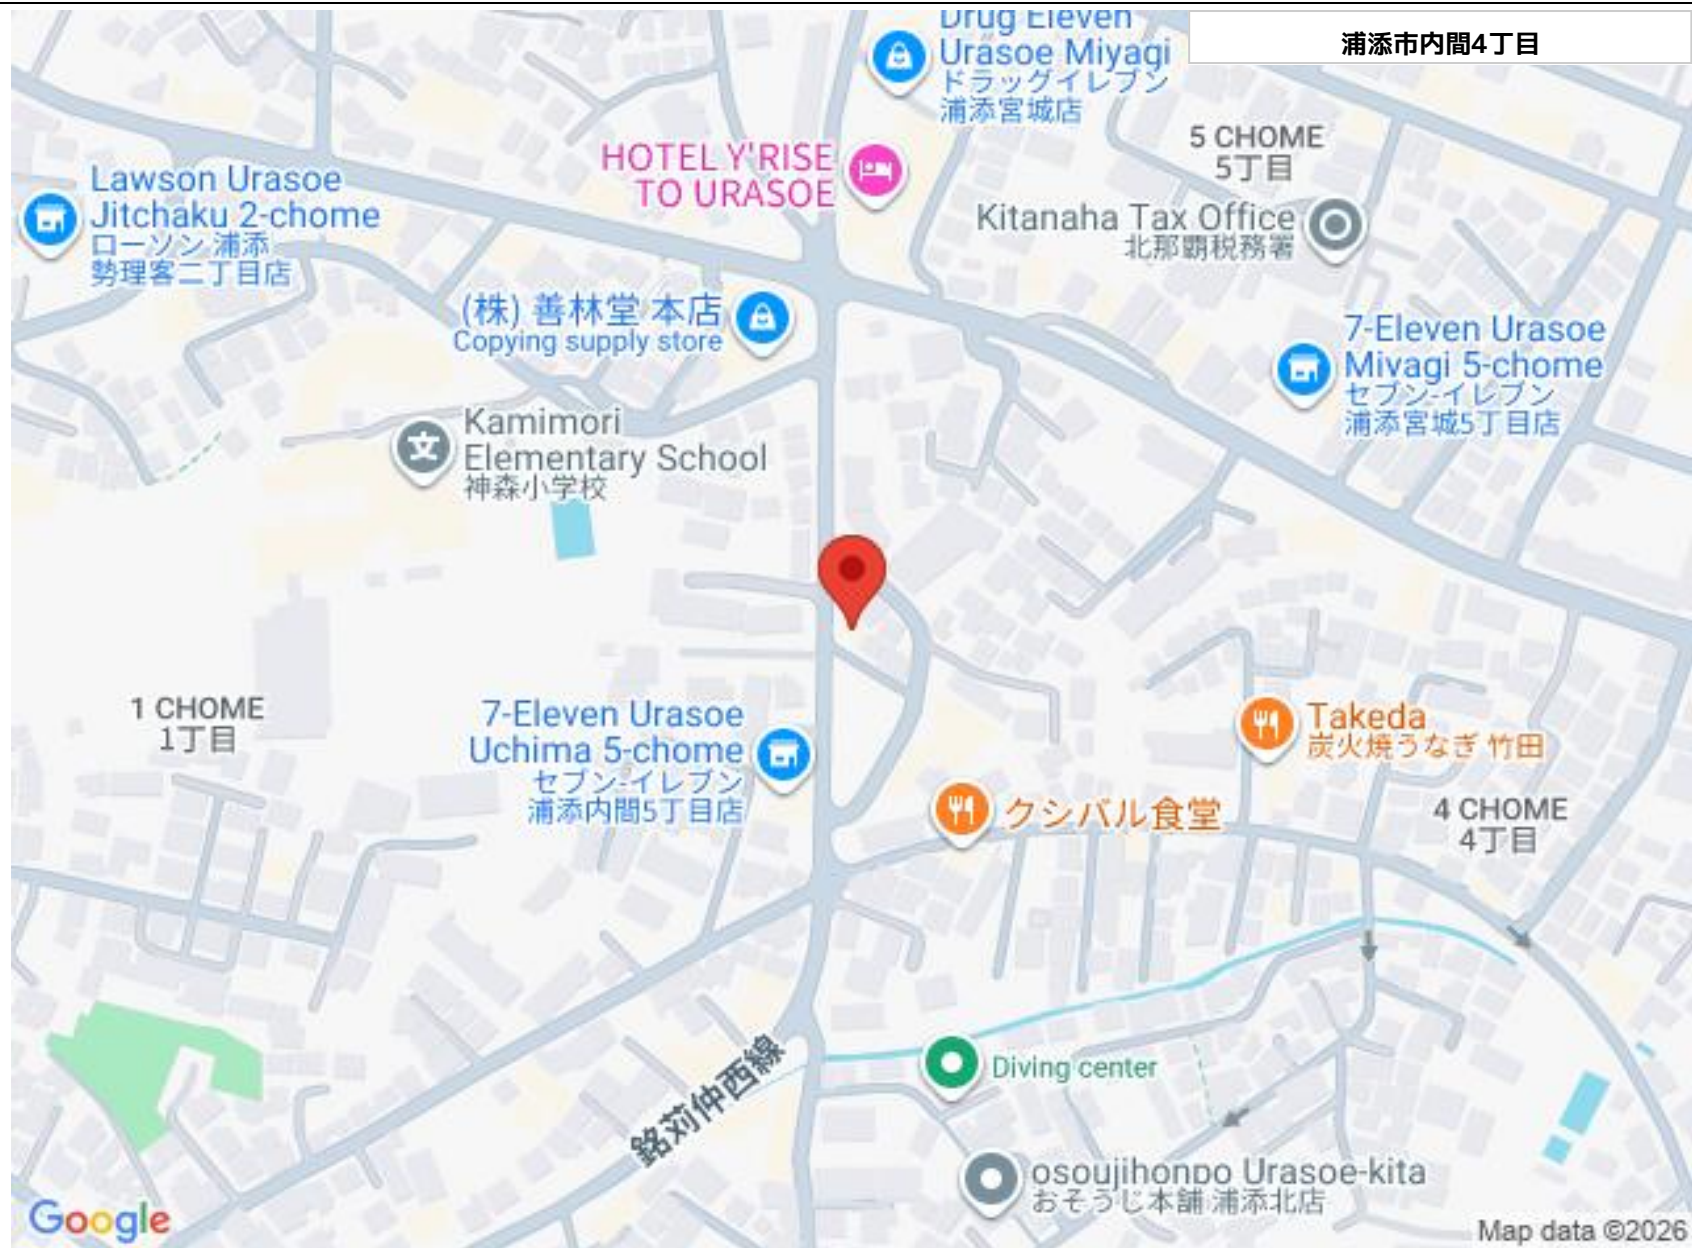 Drug Eleven
Urasoe Miyagi
ドラッグイレブン
浦添宮城店
浦添市内間4丁目
5 CHOME
5丁目
HOTEL Y'RISE
TO URASOE
Lawson Urasoe
Jitchaku 2-chome
ローソン 浦添
勢理客二丁目店
Kitanaha Tax Office
北那覇税務署
(株) 善林堂 本店
Copying supply store
7-Eleven Urasoe
Miyagi 5-chome
セブン-イレブン
浦添宮城5丁目店
Kamimori
Elementary School
神森小学校
文
1 CHOME
1丁目
7-Eleven Urasoe
Uchima 5-chome
セブン-イレブン
浦添内間5丁目店
Takeda
炭火焼うなぎ 竹田
クシバル食堂
4 CHOME
4丁目
銘苅仲西線
Diving center
osoujihonpo Urasoe-kita
おそうじ本舗 浦添北店
Google
Map data ©2026